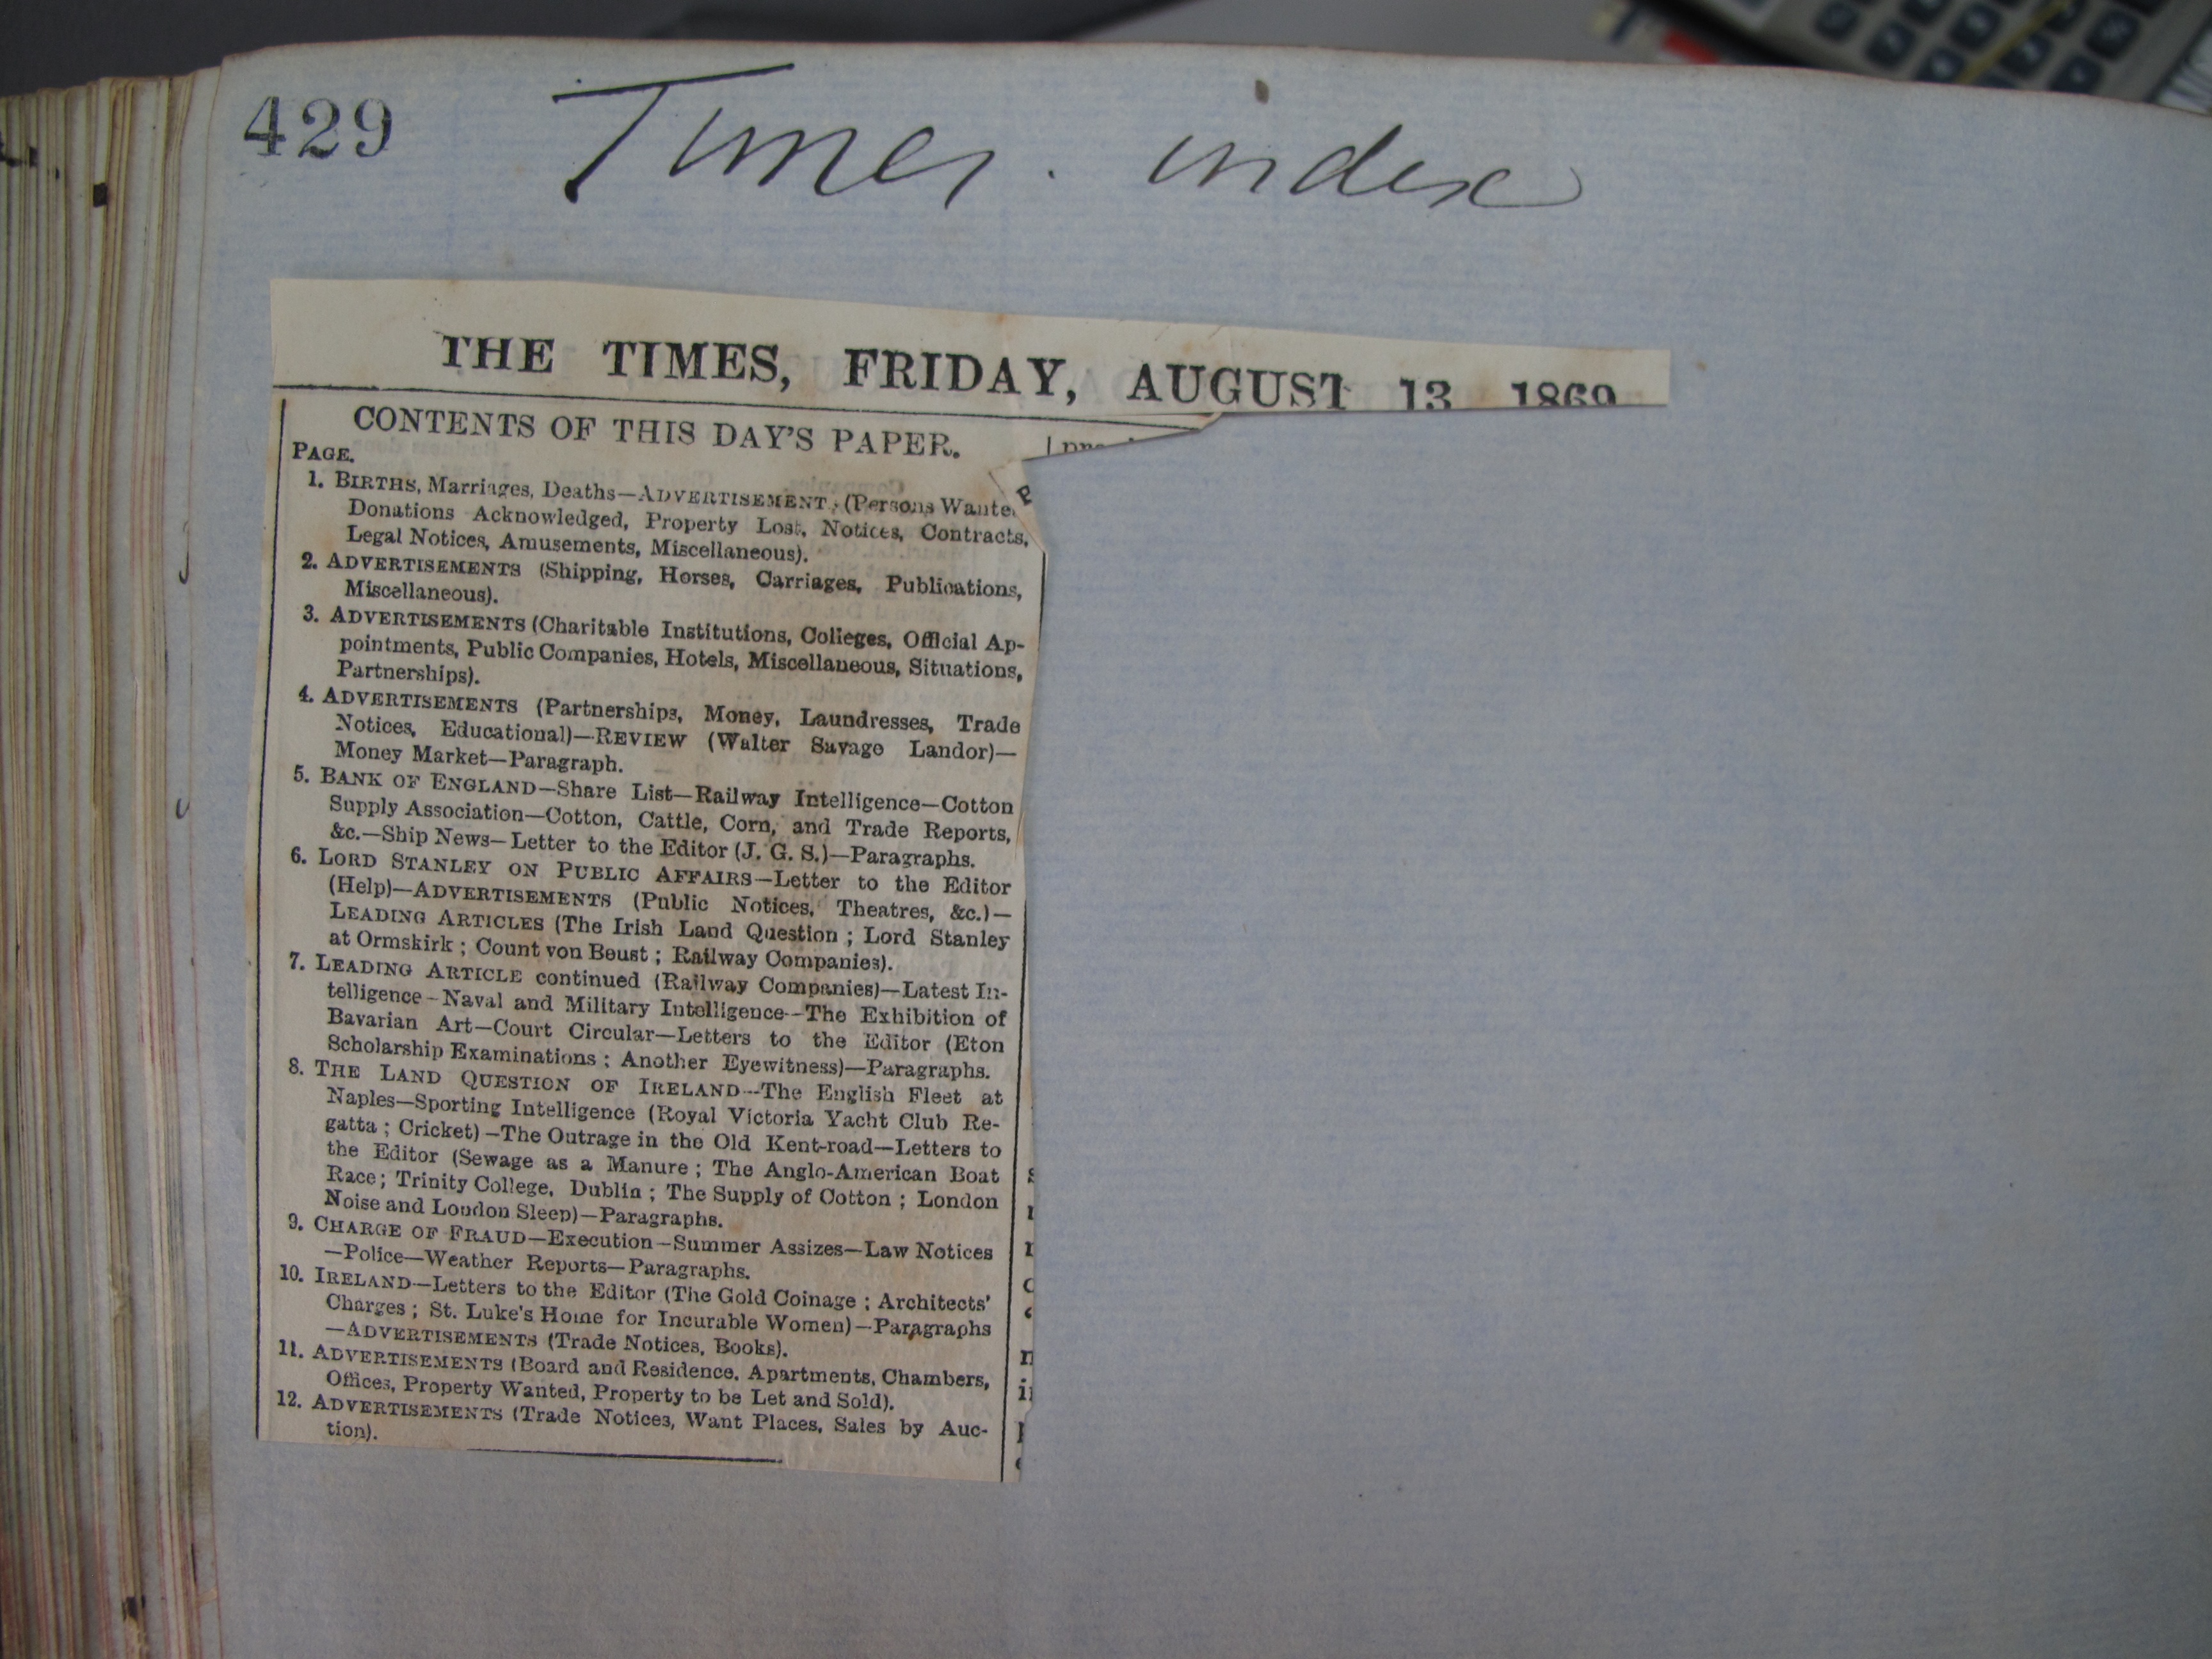 429 Times. index
THE TIMES, FRIDAY, AUGUST 13 1869
CONTENTS OF THIS DAY'S PAPER.
PAGE.
1. BIRTHS, Marriages, Deaths—ADVERTISEMENT (Persons Wante
Donations Acknowledged, Property Lost, Notices, Contracts,
Legal Notices, Amusements, Miscellaneous).
2. ADVERTISEMENTS (Shipping, Horses, Carriages, Publications,
Miscellaneous).
3. ADVERTISEMENTS (Charitable Institutions, Colleges, Official Ap-
pointments, Public Companies, Hotels, Miscellaneous, Situations,
Partnerships).
4. ADVERTISEMENTS (Partnerships, Money, Laundresses, Trade
Notices, Educational)—REVIEW (Walter Savage Landor)—
Money Market—Paragraph.
5. BANK OF ENGLAND—Share List—Railway Intelligence—Cotton
Supply Association—Cotton, Cattle, Corn, and Trade Reports,
&c.—Ship News—Letter to the Editor (J. G. S.)—Paragraphs.
6. LORD STANLEY ON PUBLIC AFFAIRS—Letter to the Editor
(Help)—ADVERTISEMENTS (Public Notices, Theatres, &c.)—
LEADING ARTICLES (The Irish Land Question ; Lord Stanley
at Ormskirk ; Count von Beust ; Railway Companies).
7. LEADING ARTICLE continued (Railway Companies)—Latest In-
telligence—Naval and Military Intelligence—The Exhibition of
Bavarian Art—Court Circular—Letters to the Editor (Eton
Scholarship Examinations ; Another Eyewitness)—Paragraphs.
8. THE LAND QUESTION OF IRELAND—The English Fleet at
Naples—Sporting Intelligence (Royal Victoria Yacht Club Re-
gatta ; Cricket)—The Outrage in the Old Kent-road—Letters to
the Editor (Sewage as a Manure ; The Anglo-American Boat
Race ; Trinity College, Dublin ; The Supply of Cotton ; London
Noise and London Sleep)—Paragraphs.
9. CHARGE OF FRAUD—Execution—Summer Assizes—Law Notices
—Police—Weather Reports—Paragraphs.
10. IRELAND—Letters to the Editor (The Gold Coinage ; Architects'
Charges ; St. Luke's Home for Incurable Women)—Paragraphs
—ADVERTISEMENTS (Trade Notices, Books).
11. ADVERTISEMENTS (Board and Residence, Apartments, Chambers,
Offices, Property Wanted, Property to be Let and Sold).
12. ADVERTISEMENTS (Trade Notices, Want Places, Sales by Auc-
tion).